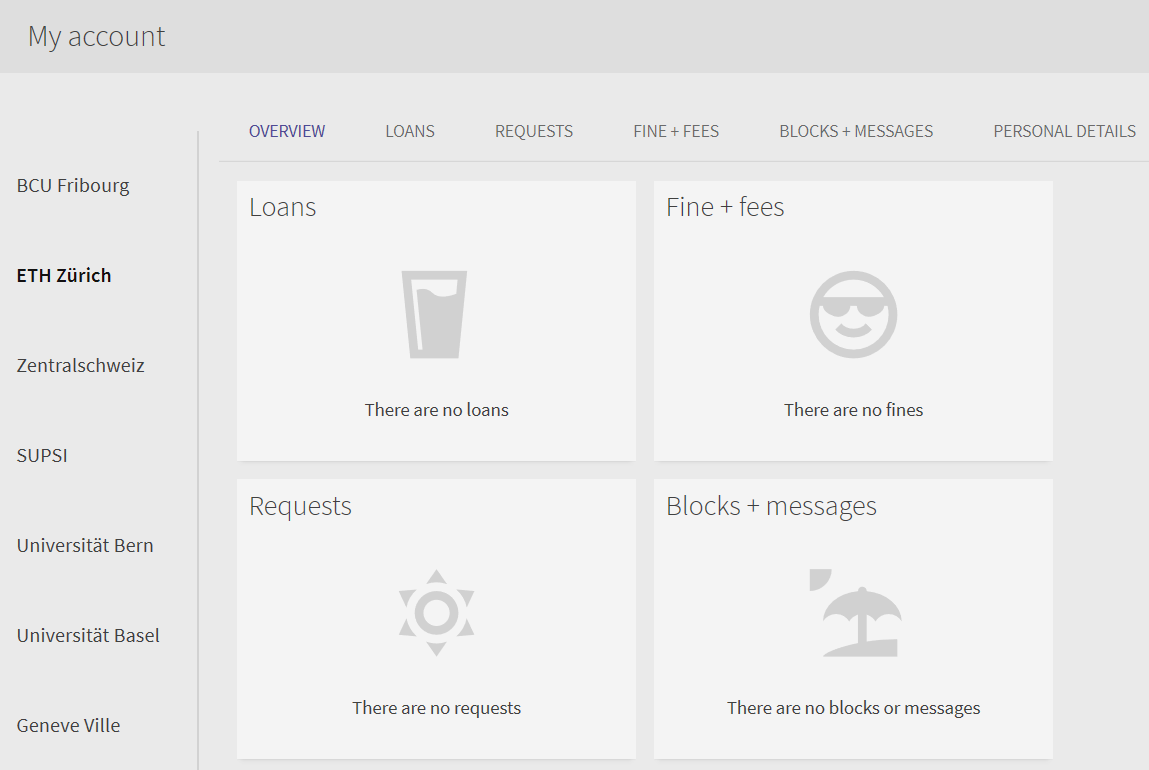 My account
OVERVIEW LOANS REQUESTS FINE + FEES BLOCKS + MESSAGES PERSONAL DETAILS
BCU Fribourg
ETH Zürich
Zentralschweiz
SUPSI
Universität Bern
Universität Basel
Geneve Ville
Loans
There are no loans
Fine + fees
There are no fines
Requests
There are no requests
Blocks + messages
There are no blocks or messages